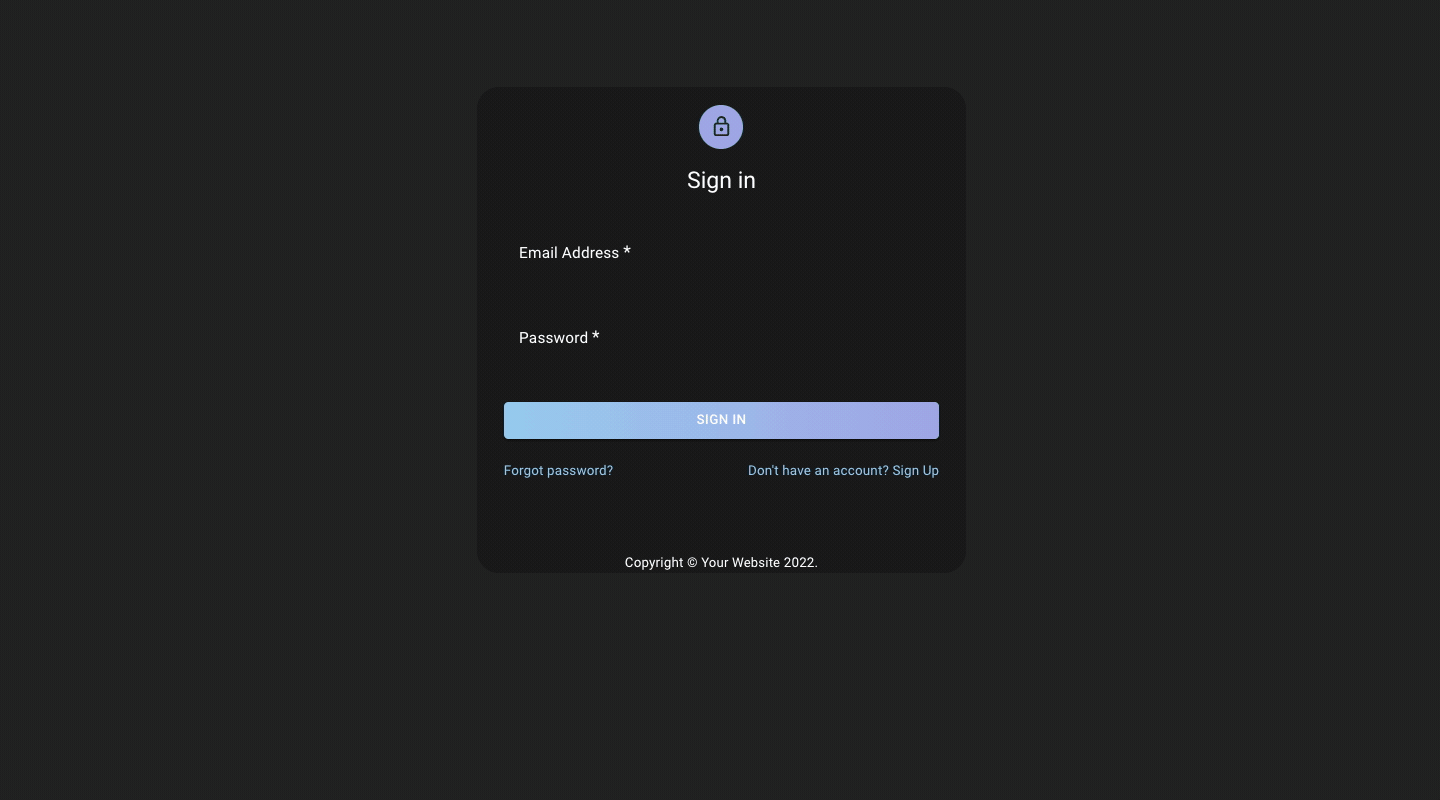 Sign in
Email Address *
Password *
SIGN IN
Forgot password? Don't have an account? Sign Up
Copyright © Your Website 2022.